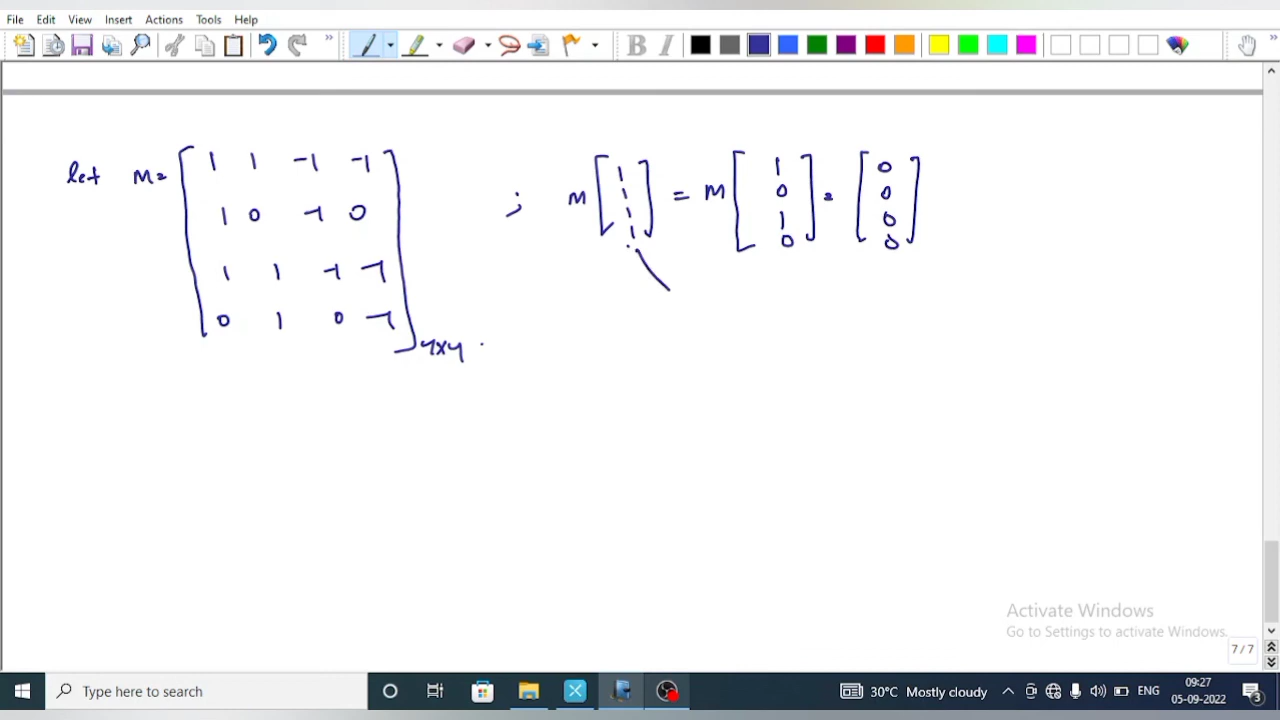 File Edit View Insert Actions Tools Help
» B I »
let M= [ 1 1 -1 -1 ; M [ 1 = M [ 1 = [ 0
1 0 -1 0 1 0 0
1 1 -1 -1 1 1 0
0 1 0 -1 ] 4x4 . 1 ] 0 ] 0 ]
Activate Windows
Go to Settings to activate Windows.
7 / 7
Type here to search
30°C Mostly cloudy ENG 09:27
05-09-2022 3